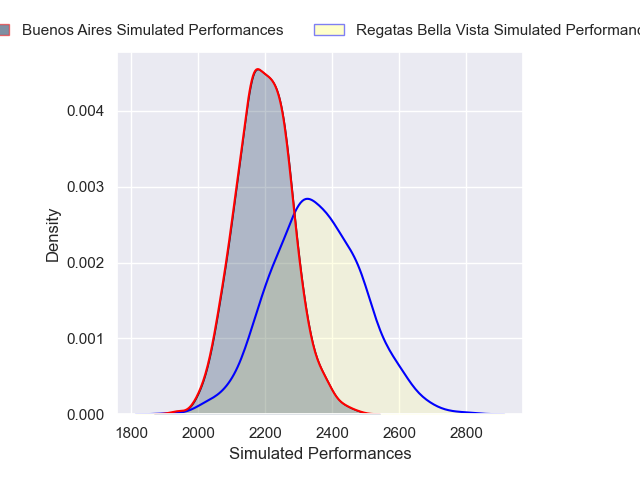 Buenos Aires Simulated Performances
Regatas Bella Vista Simulated
0.004
0.003
0.002
0.001
0.000
Density
1800 2000 2200 2400 2600 2800
Simulated Performances